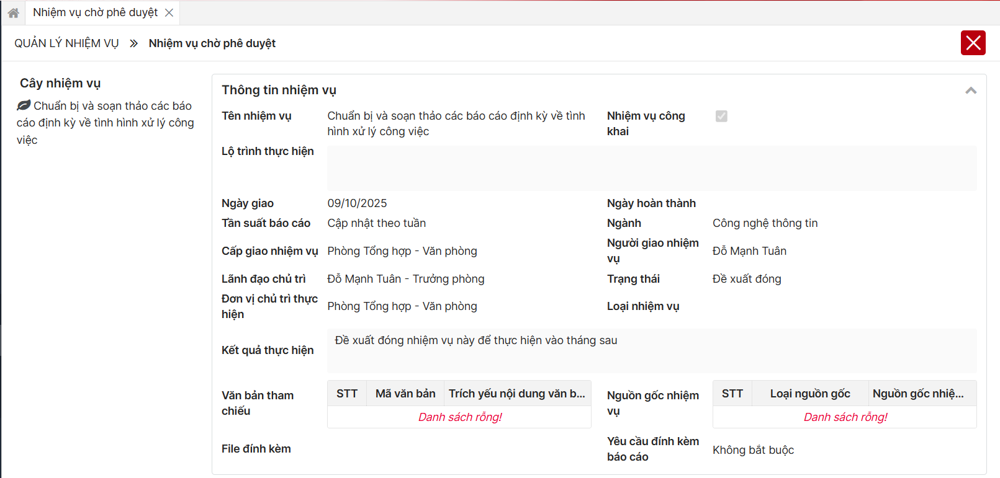 Nhiệm vụ chờ phê duyệt
QUẢN LÝ NHIỆM VỤ » Nhiệm vụ chờ phê duyệt
Cây nhiệm vụ
Chuẩn bị và soạn thảo các báo
cáo định kỳ về tình hình xử lý công
việc
Thông tin nhiệm vụ
Tên nhiệm vụ
Chuẩn bị và soạn thảo các báo cáo định kỳ về tình
hình xử lý công việc
Nhiệm vụ công
khai
Lộ trình thực hiện
Ngày giao
09/10/2025
Ngày hoàn thành
Tần suất báo cáo
Cập nhật theo tuần
Ngành
Công nghệ thông tin
Cấp giao nhiệm vụ
Phòng Tổng hợp - Văn phòng
Người giao nhiệm
vụ
Đỗ Mạnh Tuân
Lãnh đạo chủ trì
Đỗ Mạnh Tuân - Trưởng phòng
Trạng thái
Đề xuất đóng
Đơn vị chủ trì thực
hiện
Phòng Tổng hợp - Văn phòng
Loại nhiệm vụ
Kết quả thực hiện
Đề xuất đóng nhiệm vụ này để thực hiện vào tháng sau
Văn bản tham
chiếu
STT Mã văn bản Trích yếu nội dung văn b...
Danh sách rỗng!
Nguồn gốc nhiệm
vụ
STT Loại nguồn gốc Nguồn gốc nhiệ...
Danh sách rỗng!
File đính kèm
Yêu cầu đính kèm
báo cáo
Không bắt buộc